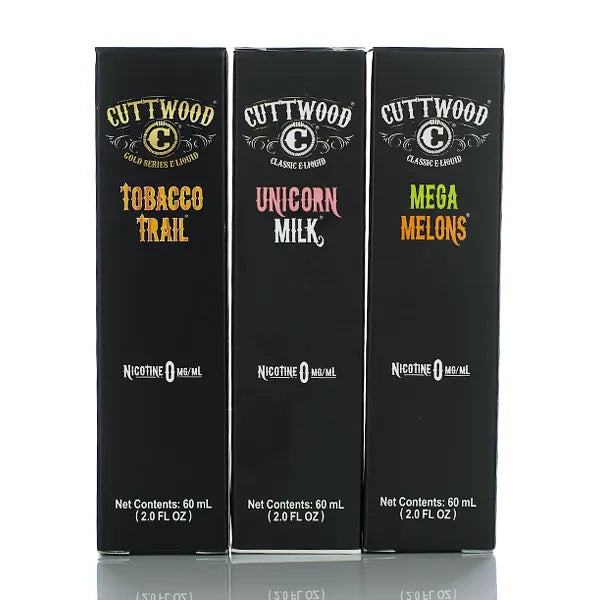 CUTTWOOD®
C
GOLD SERIES E-LIQUID
TOBACCO
TRAIL®
NICOTINE 0 MG/ML
Net Contents: 60 mL
( 2.0 FL OZ )
CUTTWOOD®
C
CLASSIC E-LIQUID
UNICORN
MILK®
NICOTINE 0 MG/ML
Net Contents: 60 mL
( 2.0 FL OZ )
CUTTWOOD®
C
CLASSIC E-LIQUID
MEGA
MELONS®
NICOTINE 0 MG/ML
Net Contents: 60 mL
( 2.0 FL OZ )